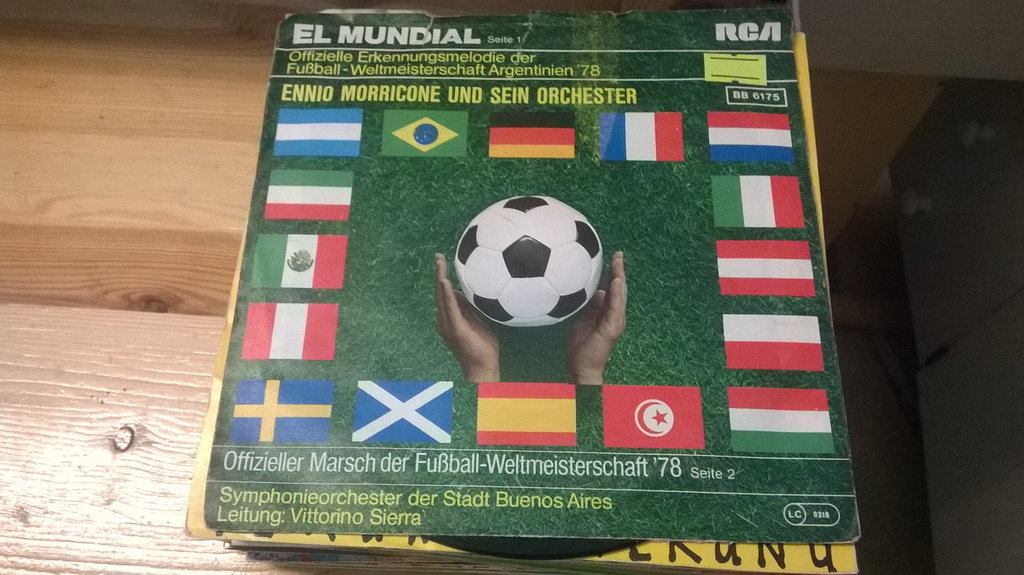 EL MUNDIAL Seite 1
RCA
Offizielle Erkennungsmelodie der
Fußball-Weltmeisterschaft Argentinien '78
ENNIO MORRICONE UND SEIN ORCHESTER
BB 6175
Offizieller Marsch der Fußball-Weltmeisterschaft '78 Seite 2
Symphonieorchester der Stadt Buenos Aires
Leitung: Vittorino Sierra
LC 0316